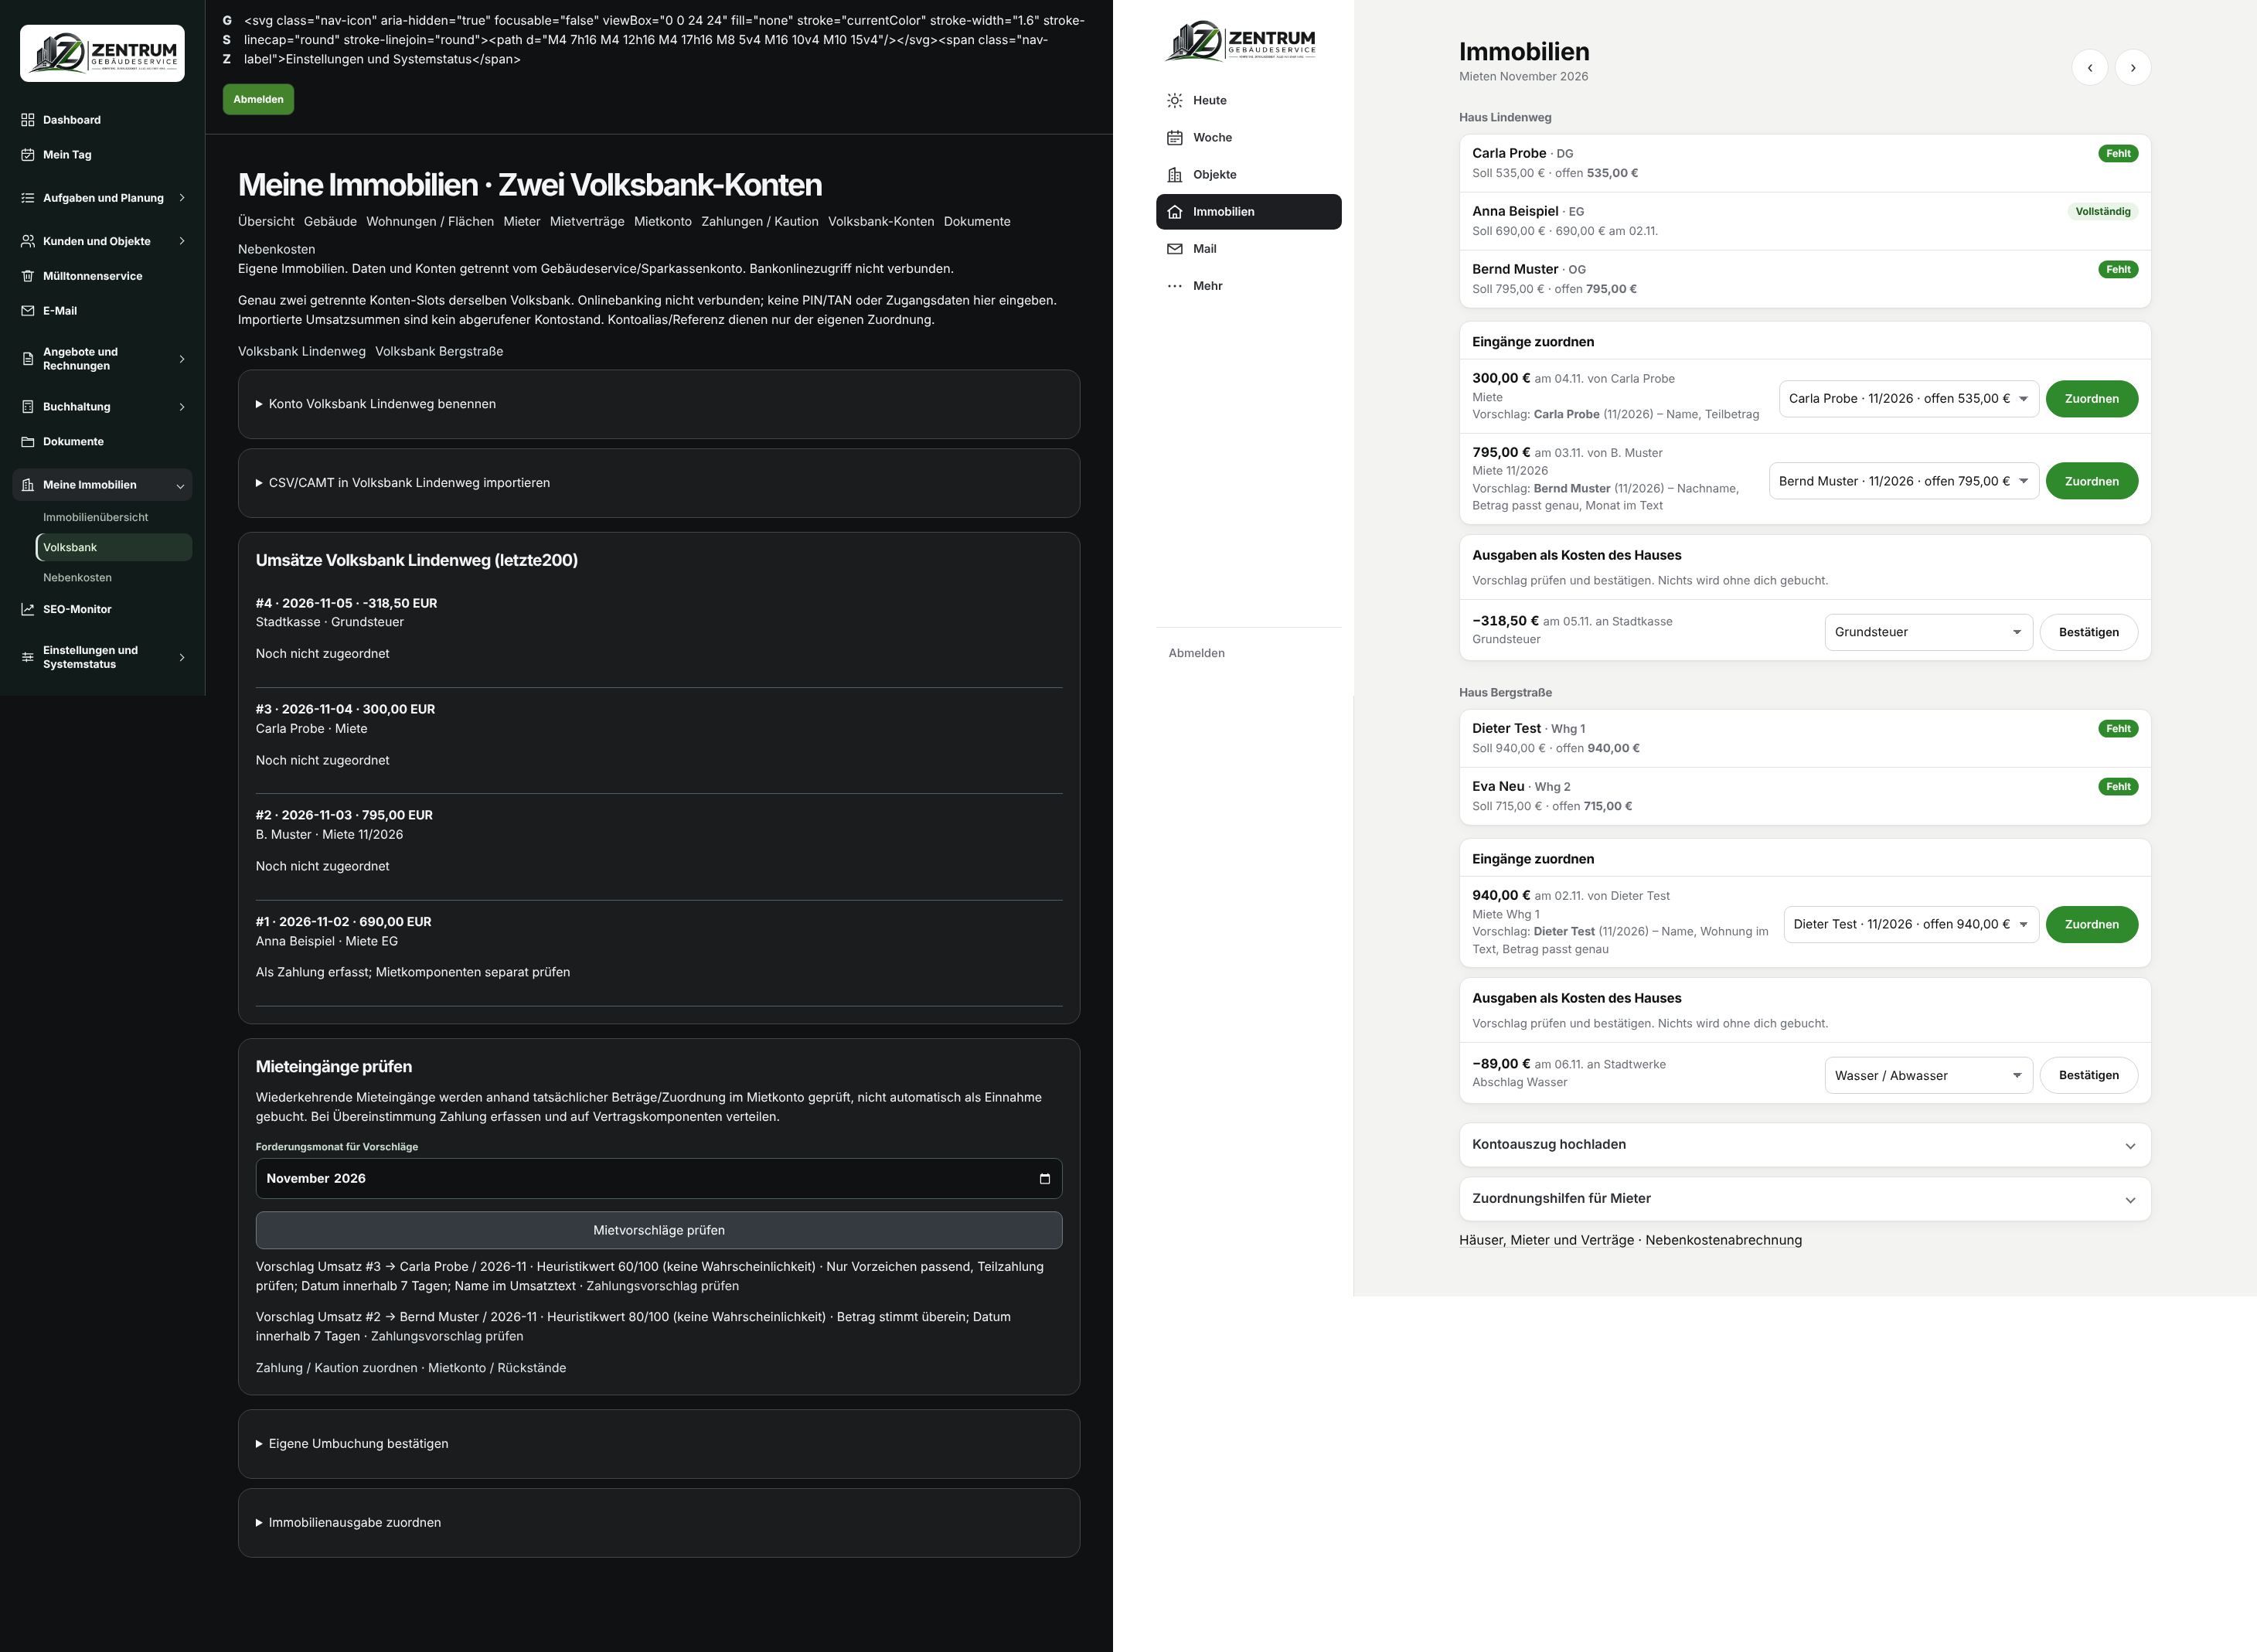 ZENTRUM
GEBÄUDESERVICE
Dashboard
Mein Tag
Aufgaben und Planung
Kunden und Objekte
Mülltonnenservice
E-Mail
Angebote und
Rechnungen
Buchhaltung
Dokumente
Meine Immobilien
Immobilienübersicht
Volksbank
Nebenkosten
SEO-Monitor
Einstellungen und
Systemstatus
G <svg class="nav-icon" aria-hidden="true" focusable="false" viewBox="0 0 24 24" fill="none" stroke="currentColor" stroke-width="1.6" stroke-
S linecap="round" stroke-linejoin="round"><path d="M4 7h16 M4 12h16 M4 17h16 M8 5v4 M16 10v4 M10 15v4"/></svg><span class="nav-
Z label">Einstellungen und Systemstatus</span>
Abmelden
Meine Immobilien · Zwei Volksbank-Konten
Übersicht Gebäude Wohnungen / Flächen Mieter Mietverträge Mietkonto Zahlungen / Kaution Volksbank-Konten Dokumente
Nebenkosten
Eigene Immobilien. Daten und Konten getrennt vom Gebäudeservice/Sparkassenkonto. Bankonlinezugriff nicht verbunden.
Genau zwei getrennte Konten-Slots derselben Volksbank. Onlinebanking nicht verbunden; keine PIN/TAN oder Zugangsdaten hier eingeben.
Importierte Umsatzsummen sind kein abgerufener Kontostand. Kontoalias/Referenz dienen nur der eigenen Zuordnung.
Volksbank Lindenweg Volksbank Bergstraße
▶ Konto Volksbank Lindenweg benennen
▶ CSV/CAMT in Volksbank Lindenweg importieren
Umsätze Volksbank Lindenweg (letzte200)
#4 · 2026-11-05 · -318,50 EUR
Stadtkasse · Grundsteuer
Noch nicht zugeordnet
#3 · 2026-11-04 · 300,00 EUR
Carla Probe · Miete
Noch nicht zugeordnet
#2 · 2026-11-03 · 795,00 EUR
B. Muster · Miete 11/2026
Noch nicht zugeordnet
#1 · 2026-11-02 · 690,00 EUR
Anna Beispiel · Miete EG
Als Zahlung erfasst; Mietkomponenten separat prüfen
Mieteingänge prüfen
Wiederkehrende Mieteingänge werden anhand tatsächlicher Beträge/Zuordnung im Mietkonto geprüft, nicht automatisch als Einnahme
gebucht. Bei Übereinstimmung Zahlung erfassen und auf Vertragskomponenten verteilen.
Forderungsmonat für Vorschläge
November 2026
Mietvorschläge prüfen
Vorschlag Umsatz #3 → Carla Probe / 2026-11 · Heuristikwert 60/100 (keine Wahrscheinlichkeit) · Nur Vorzeichen passend, Teilzahlung
prüfen; Datum innerhalb 7 Tagen; Name im Umsatztext · Zahlungsvorschlag prüfen
Vorschlag Umsatz #2 → Bernd Muster / 2026-11 · Heuristikwert 80/100 (keine Wahrscheinlichkeit) · Betrag stimmt überein; Datum
innerhalb 7 Tagen · Zahlungsvorschlag prüfen
Zahlung / Kaution zuordnen · Mietkonto / Rückstände
▶ Eigene Umbuchung bestätigen
▶ Immobilienausgabe zuordnen
ZENTRUM
GEBÄUDESERVICE
Heute
Woche
Objekte
Immobilien
Mail
Mehr
Abmelden
Immobilien
Mieten November 2026
‹ ›
Haus Lindenweg
Carla Probe · DG Fehlt
Soll 535,00 € · offen 535,00 €
Anna Beispiel · EG Vollständig
Soll 690,00 € · 690,00 € am 02.11.
Bernd Muster · OG Fehlt
Soll 795,00 € · offen 795,00 €
Eingänge zuordnen
300,00 € am 04.11. von Carla Probe
Miete
Vorschlag: Carla Probe (11/2026) – Name, Teilbetrag
Carla Probe · 11/2026 · offen 535,00 € Zuordnen
795,00 € am 03.11. von B. Muster
Miete 11/2026
Vorschlag: Bernd Muster (11/2026) – Nachname,
Betrag passt genau, Monat im Text
Bernd Muster · 11/2026 · offen 795,00 € Zuordnen
Ausgaben als Kosten des Hauses
Vorschlag prüfen und bestätigen. Nichts wird ohne dich gebucht.
−318,50 € am 05.11. an Stadtkasse
Grundsteuer
Grundsteuer Bestätigen
Haus Bergstraße
Dieter Test · Whg 1 Fehlt
Soll 940,00 € · offen 940,00 €
Eva Neu · Whg 2 Fehlt
Soll 715,00 € · offen 715,00 €
Eingänge zuordnen
940,00 € am 02.11. von Dieter Test
Miete Whg 1
Vorschlag: Dieter Test (11/2026) – Name, Wohnung im
Text, Betrag passt genau
Dieter Test · 11/2026 · offen 940,00 € Zuordnen
Ausgaben als Kosten des Hauses
Vorschlag prüfen und bestätigen. Nichts wird ohne dich gebucht.
−89,00 € am 06.11. an Stadtwerke
Abschlag Wasser
Wasser / Abwasser Bestätigen
Kontoauszug hochladen
Zuordnungshilfen für Mieter
Häuser, Mieter und Verträge · Nebenkostenabrechnung